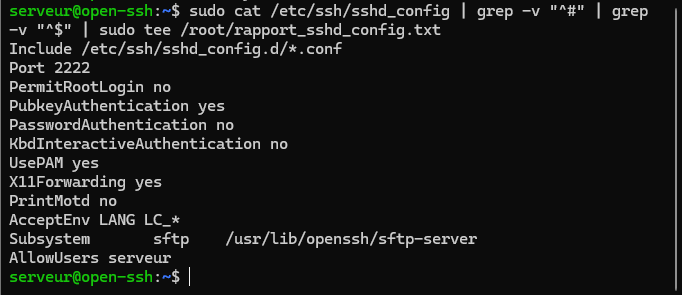 serveur@open-ssh:~$ sudo cat /etc/ssh/sshd_config | grep -v "^#" | grep
-v "^$" | sudo tee /root/rapport_sshd_config.txt
Include /etc/ssh/sshd_config.d/*.conf
Port 2222
PermitRootLogin no
PubkeyAuthentication yes
PasswordAuthentication no
KbdInteractiveAuthentication no
UsePAM yes
X11Forwarding yes
PrintMotd no
AcceptEnv LANG LC_*
Subsystem       sftp    /usr/lib/openssh/sftp-server
AllowUsers serveur
serveur@open-ssh:~$